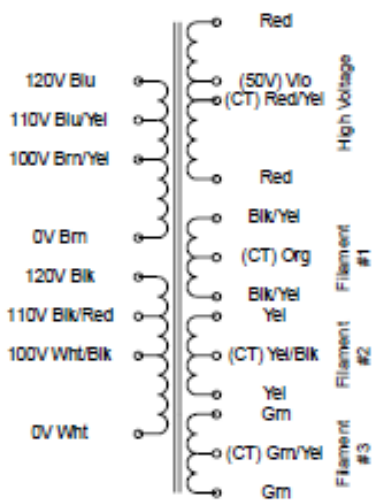 120V Blu
110V Blu/Yel
100V Brn/Yel
0V Brn
120V Blk
110V Blk/Red
100V Wht/Blk
0V Wht
Red
(50V) Vio
(CT) Red/Yel
Red
High Voltage
Blk/Yel
(CT) Org
Blk/Yel
Filament
#1
Yel
(CT) Yel/Blk
Yel
Filament
#2
Grn
(CT) Grn/Yel
Grn
Filament
#3